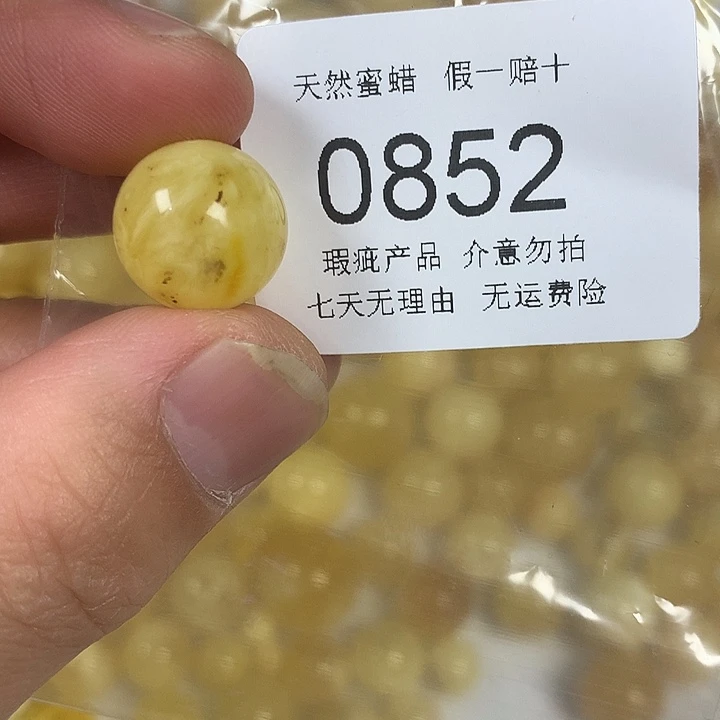 天然蜜蜡 假一赔十
0852
瑕疵产品 介意勿拍
七天无理由 无运费险